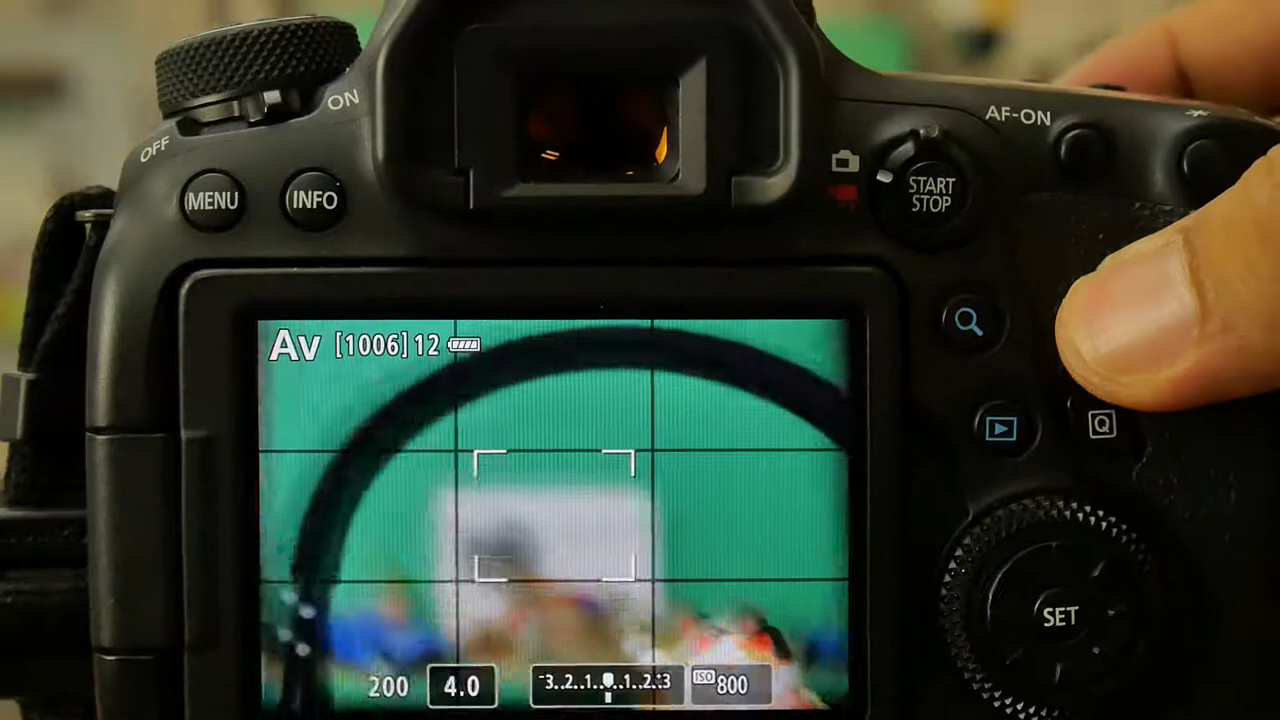 ON
OFF
MENU
INFO
AF-ON
START
STOP
Av [1006] 12
Q
SET
200
4.0
-3..2..1..0..1..2..3
ISO 800